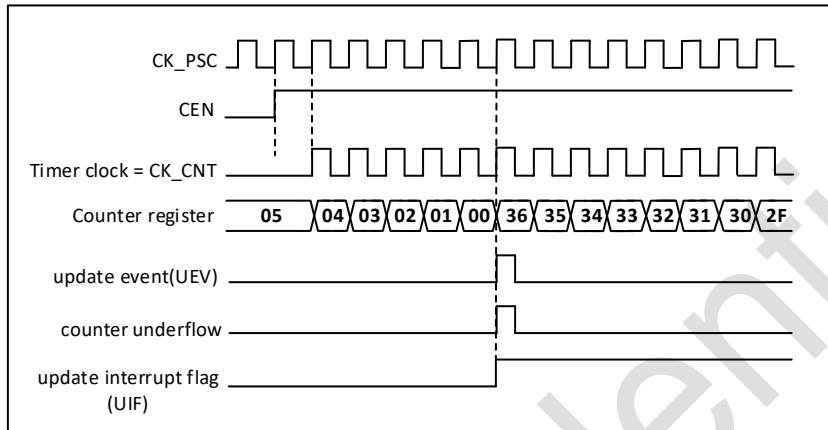 CK_PSC
CEN
Timer clock = CK_CNT
Counter register 05 04 03 02 01 00 36 35 34 33 32 31 30 2F
update event(UEV)
counter underflow
update interrupt flag
(UIF)